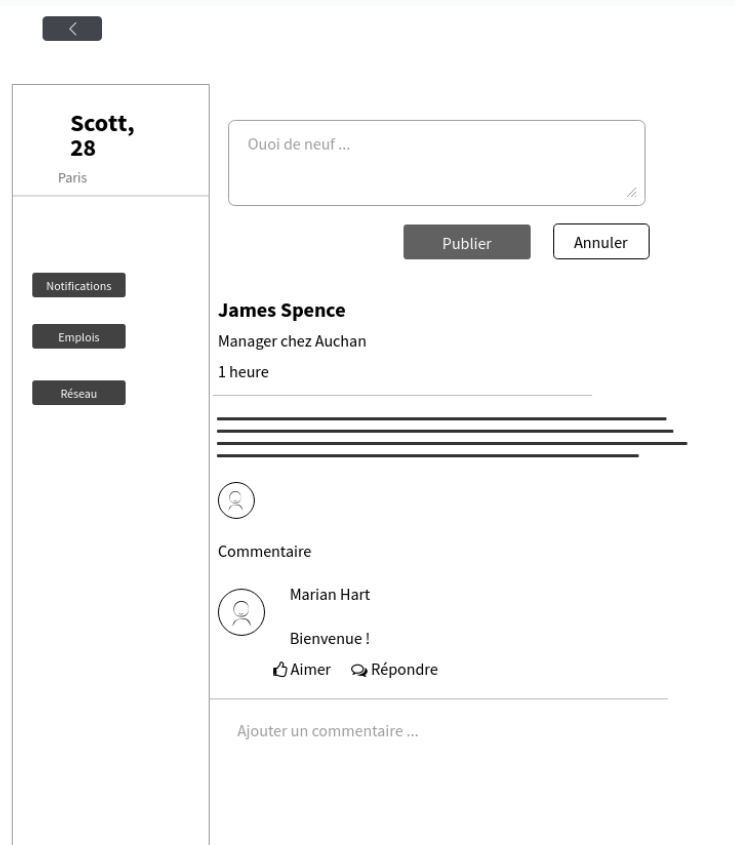 Scott,
28
Paris
Notifications
Emplois
Réseau
Ouoi de neuf ...
Publier
Annuler
James Spence
Manager chez Auchan
1 heure
Commentaire
Marian Hart
Bienvenue !
Aimer
Répondre
Ajouter un commentaire ...